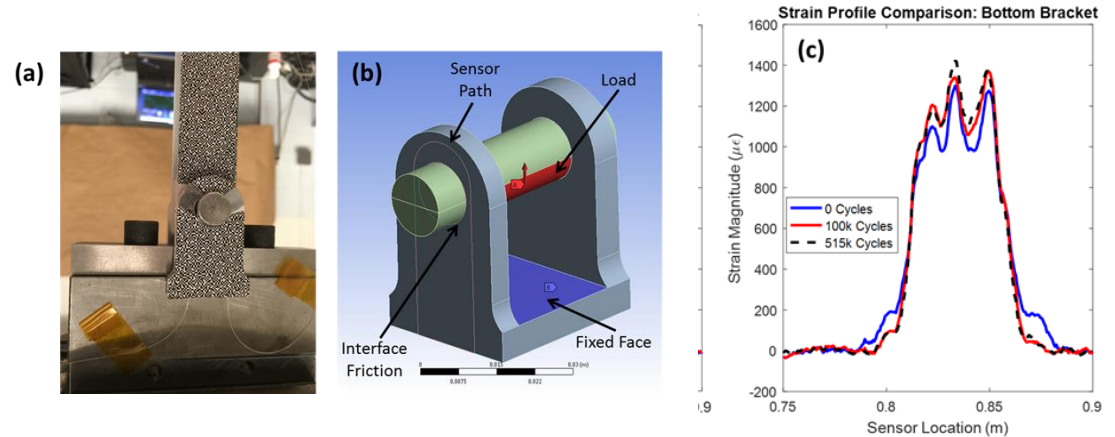 (a)
(b)
Sensor
Path
Load
Interface
Friction
Fixed Face
0
0.015
0.03 (m)
0.0075
0.022
).9
Strain Profile Comparison: Bottom Bracket
(c)
1600
1400
1200
1000
800
600
400
200
0
-200
Strain Magnitude (με)
0 Cycles
100k Cycles
515k Cycles
0.75
0.8
0.85
0.9
Sensor Location (m)